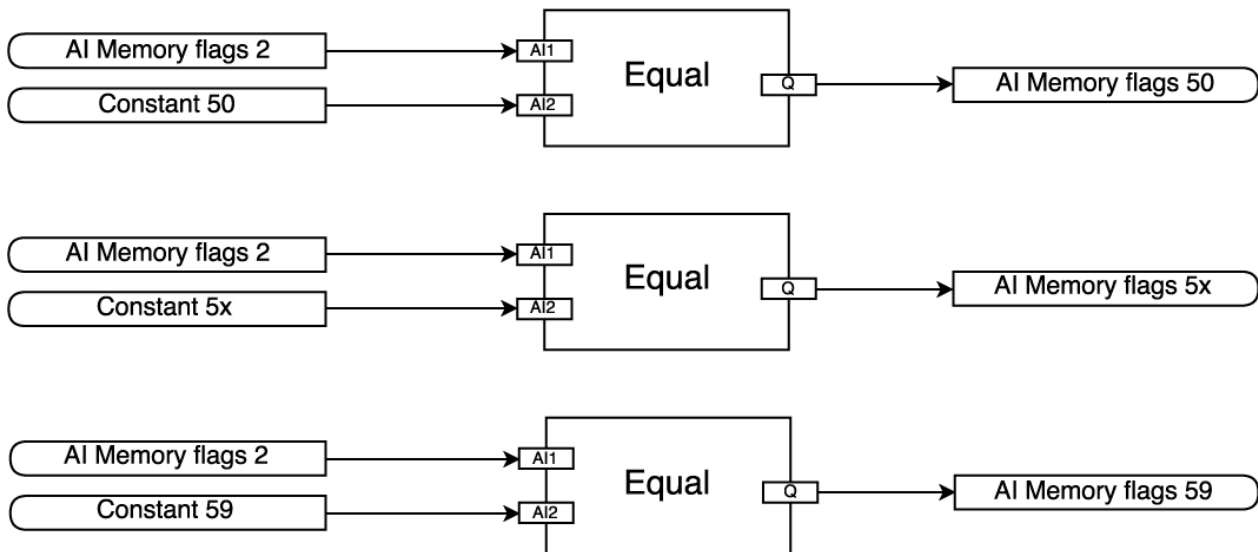 AI Memory flags 2
AI1
Equal
Q
AI Memory flags 50
Constant 50
AI2
AI Memory flags 2
AI1
Equal
Q
AI Memory flags 5x
Constant 5x
AI2
AI Memory flags 2
AI1
Equal
Q
AI Memory flags 59
Constant 59
AI2